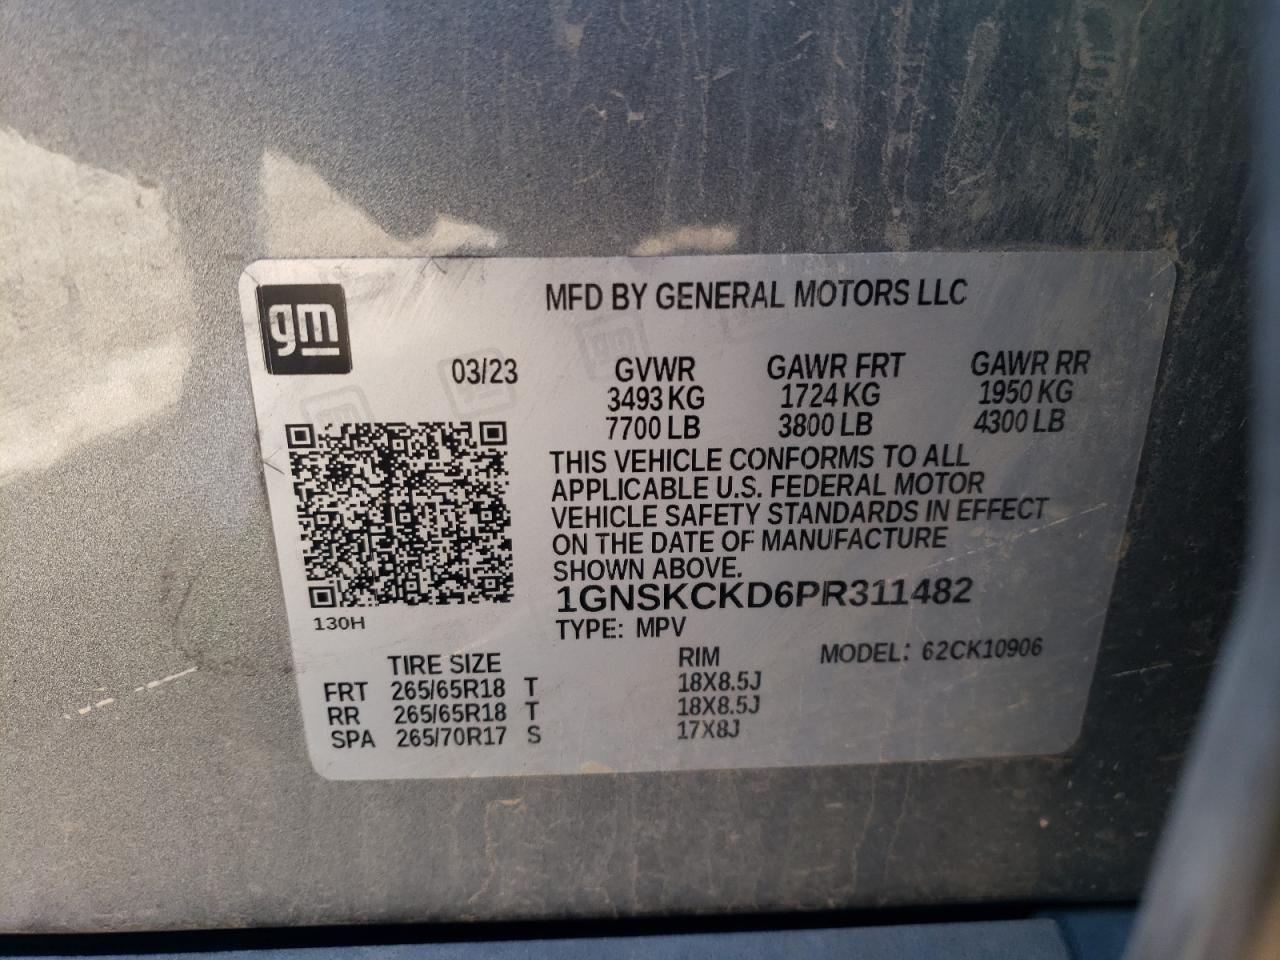 gm
MFD BY GENERAL MOTORS LLC
03/23 GVWR GAWR FRT GAWR RR
3493 KG 1724 KG 1950 KG
7700 LB 3800 LB 4300 LB
THIS VEHICLE CONFORMS TO ALL
APPLICABLE U.S. FEDERAL MOTOR
VEHICLE SAFETY STANDARDS IN EFFECT
ON THE DATE OF MANUFACTURE
SHOWN ABOVE.
1GNSKCKD6PR311482
130H
TYPE: MPV
TIRE SIZE RIM MODEL: 62CK10906
FRT 265/65R18 T 18X8.5J
RR 265/65R18 T 18X8.5J
SPA 265/70R17 S 17X8J